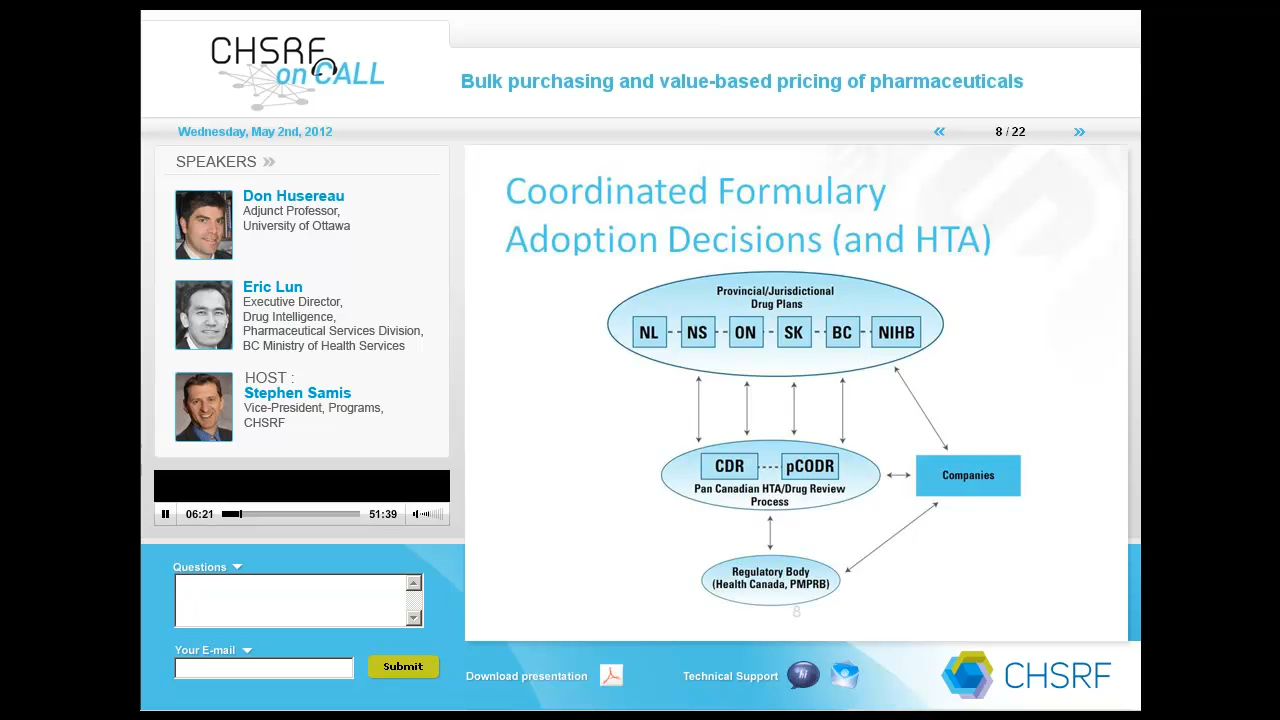 CHSRF
on CALL
Bulk purchasing and value-based pricing of pharmaceuticals
Wednesday, May 2nd, 2012
8 / 22
SPEAKERS
Don Husereau
Adjunct Professor,
University of Ottawa
Eric Lun
Executive Director,
Drug Intelligence,
Pharmaceutical Services Division,
BC Ministry of Health Services
HOST :
Stephen Samis
Vice-President, Programs,
CHSRF
06:21
51:39
Questions
Your E-mail
Submit
Coordinated Formulary
Adoption Decisions (and HTA)
Provincial/Jurisdictional
Drug Plans
NL NS ON SK BC NIHB
CDR pCODR
Pan Canadian HTA/Drug Review
Process
Companies
Regulatory Body
(Health Canada, PMPRB)
8
Download presentation
Technical Support
hi
CHSRF